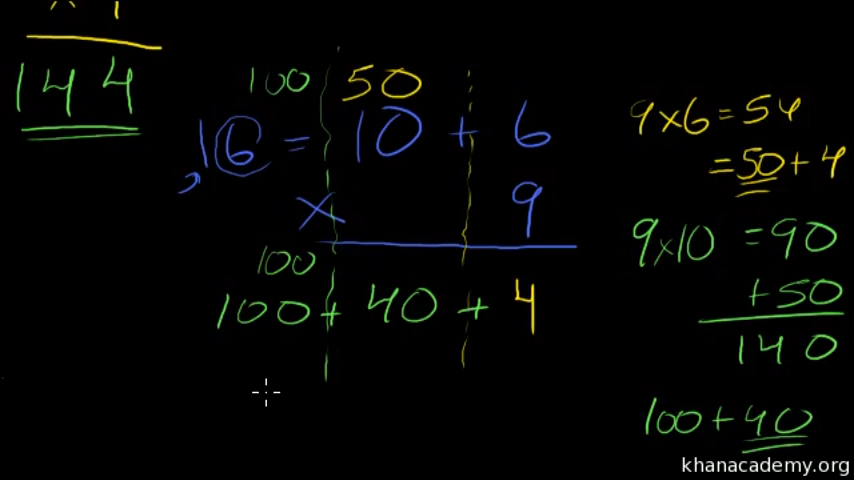 144
100 50
16 = 10 + 6
× 9
100
100 + 40 + 4
9×6 = 54
= 50 + 4
9×10 = 90
+50
140
100 + 40
khanacademy.org